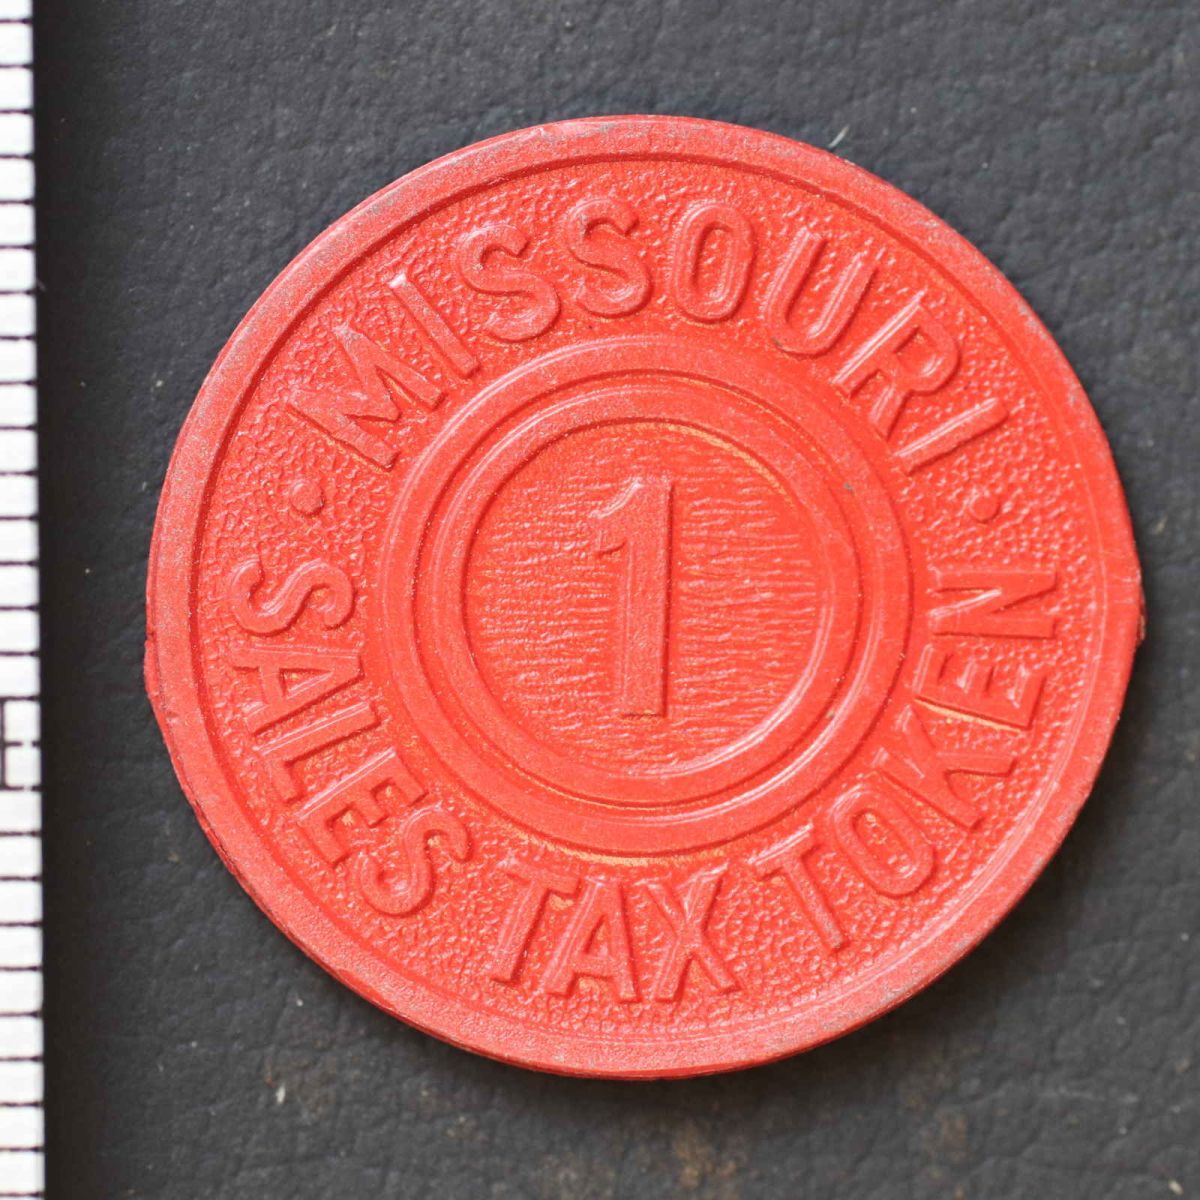 · MISSOURI ·
1
SALES TAX TOKEN